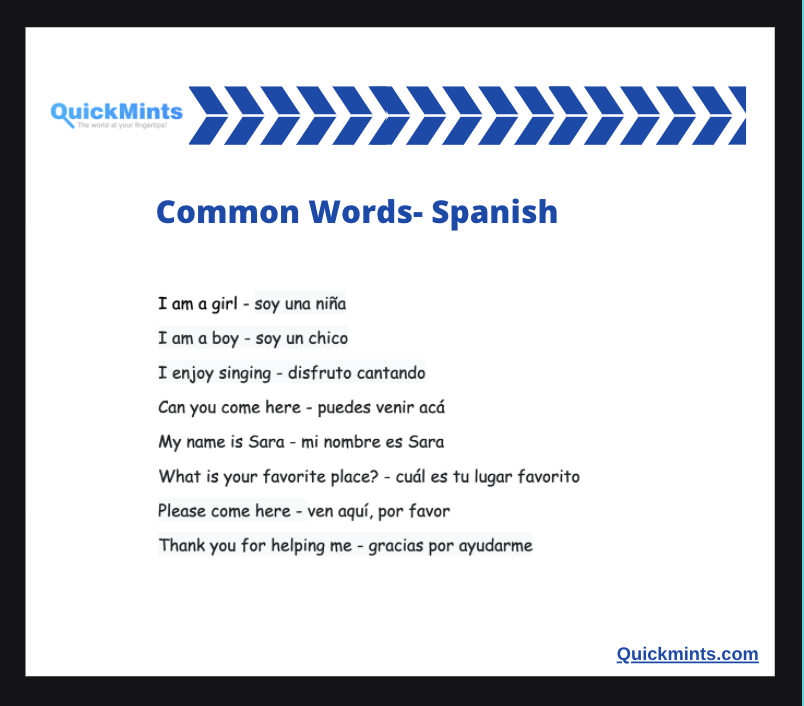 QuickMints
The world at your fingertips!
Common Words- Spanish
I am a girl - soy una niña
I am a boy - soy un chico
I enjoy singing - disfruto cantando
Can you come here - puedes venir acá
My name is Sara - mi nombre es Sara
What is your favorite place? - cuál es tu lugar favorito
Please come here - ven aquí, por favor
Thank you for helping me - gracias por ayudarme
Quickmints.com